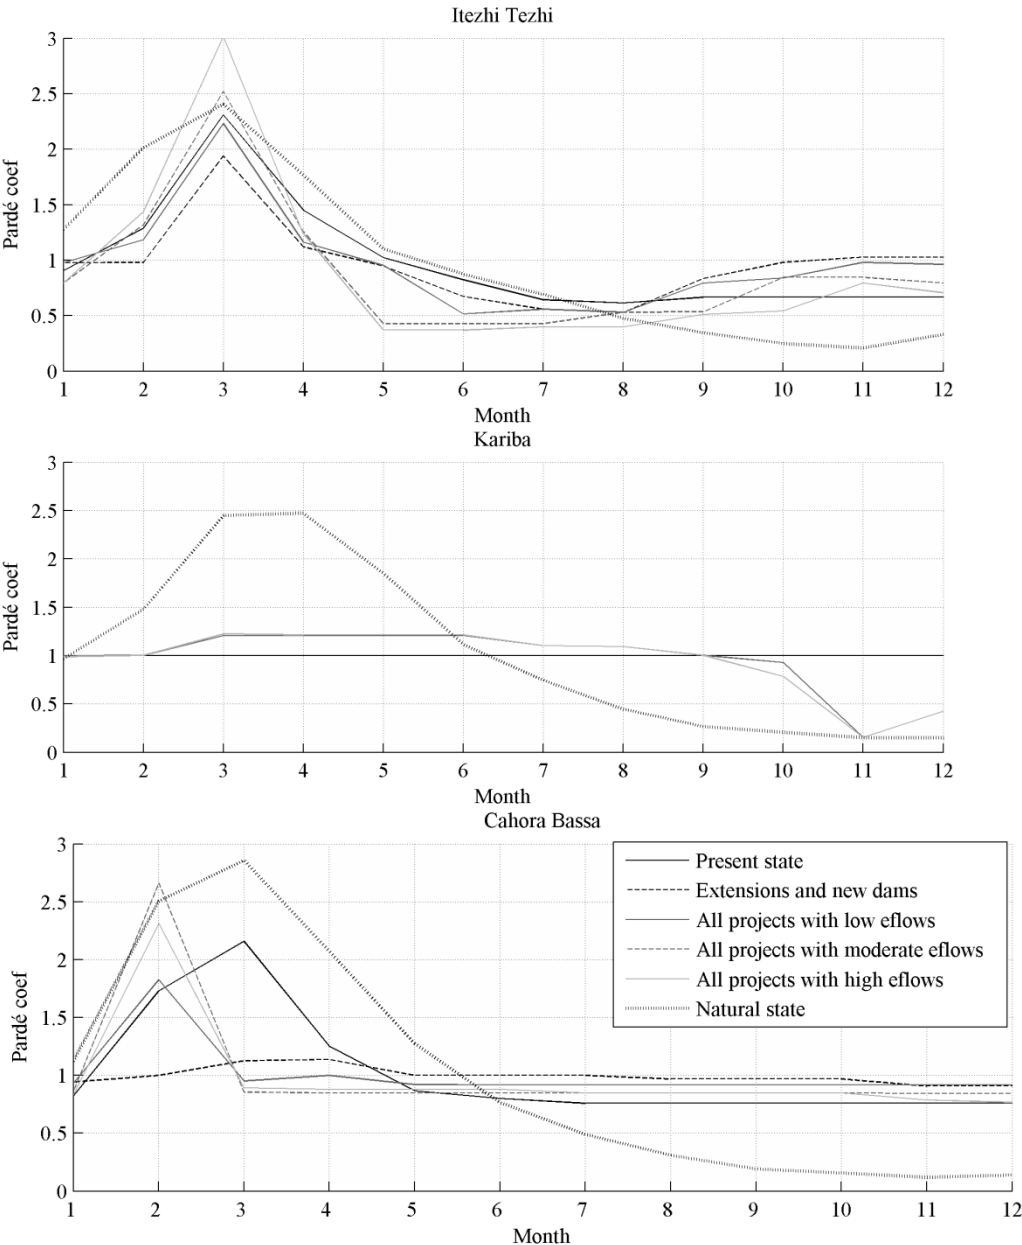 Itezhi Tezhi
3
2.5
2
1.5
1
0.5
0
Pardé coef
1 2 3 4 5 6 7 8 9 10 11 12
Month
Kariba
3
2.5
2
1.5
1
0.5
0
Pardé coef
1 2 3 4 5 6 7 8 9 10 11 12
Month
Cahora Bassa
3
2.5
2
1.5
1
0.5
0
Pardé coef
Present state
Extensions and new dams
All projects with low eflows
All projects with moderate eflows
All projects with high eflows
Natural state
1 2 3 4 5 6 7 8 9 10 11 12
Month